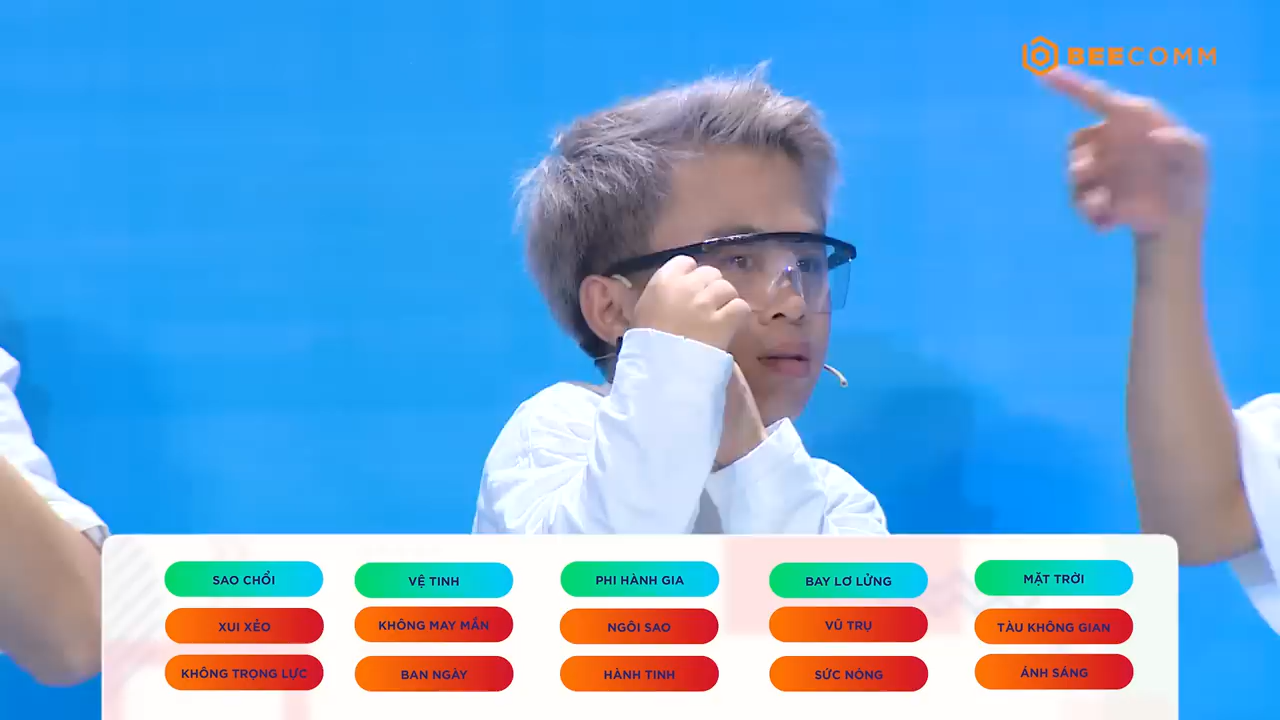 BEECOMM
SAO CHỔI
VỆ TINH
PHI HÀNH GIA
BAY LƠ LỬNG
MẶT TRỜI
XUI XẺO
KHÔNG MAY MẮN
NGÔI SAO
VŨ TRỤ
TÀU KHÔNG GIAN
KHÔNG TRỌNG LỰC
BAN NGÀY
HÀNH TINH
SỨC NÓNG
ÁNH SÁNG